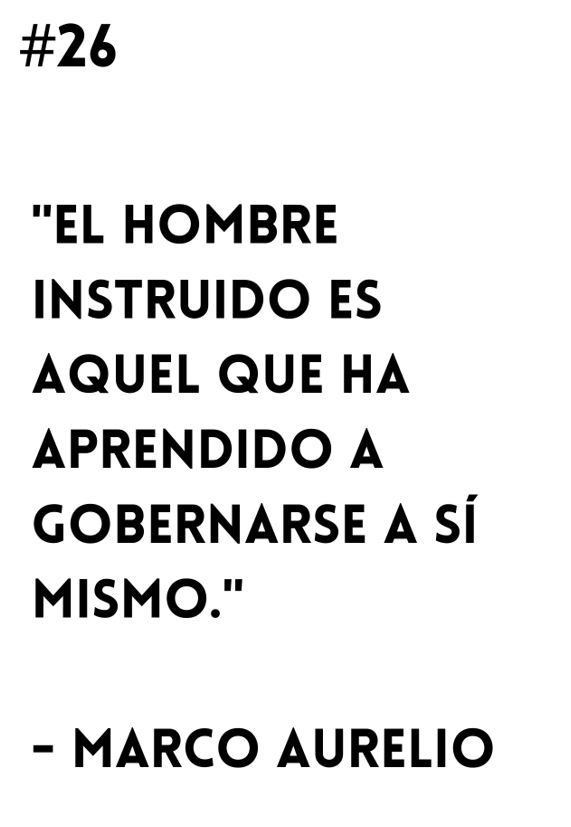 #26
"EL HOMBRE
INSTRUIDO ES
AQUEL QUE HA
APRENDIDO A
GOBERNARSE A SÍ
MISMO."
- MARCO AURELIO